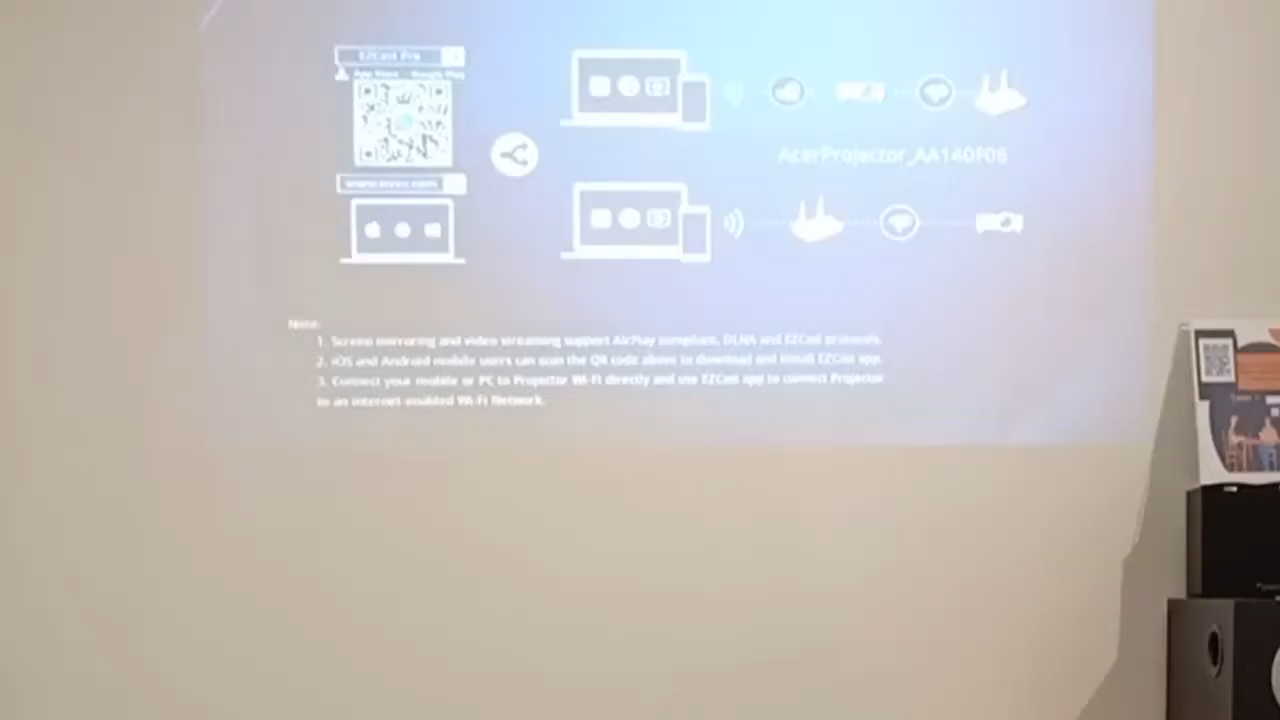 EZCast Pro
App Store Google Play
AcerProjector_AA140F06
Note:
1. Screen mirroring and video streaming support AirPlay compliant, DLNA and EZCast protocols.
2. iOS and Android mobile users can scan the QR code above to download and install EZCast app.
3. Connect your mobile or PC to Projector Wi-Fi directly and use EZCast app to connect Projector
to an internet-enabled Wi-Fi Network.